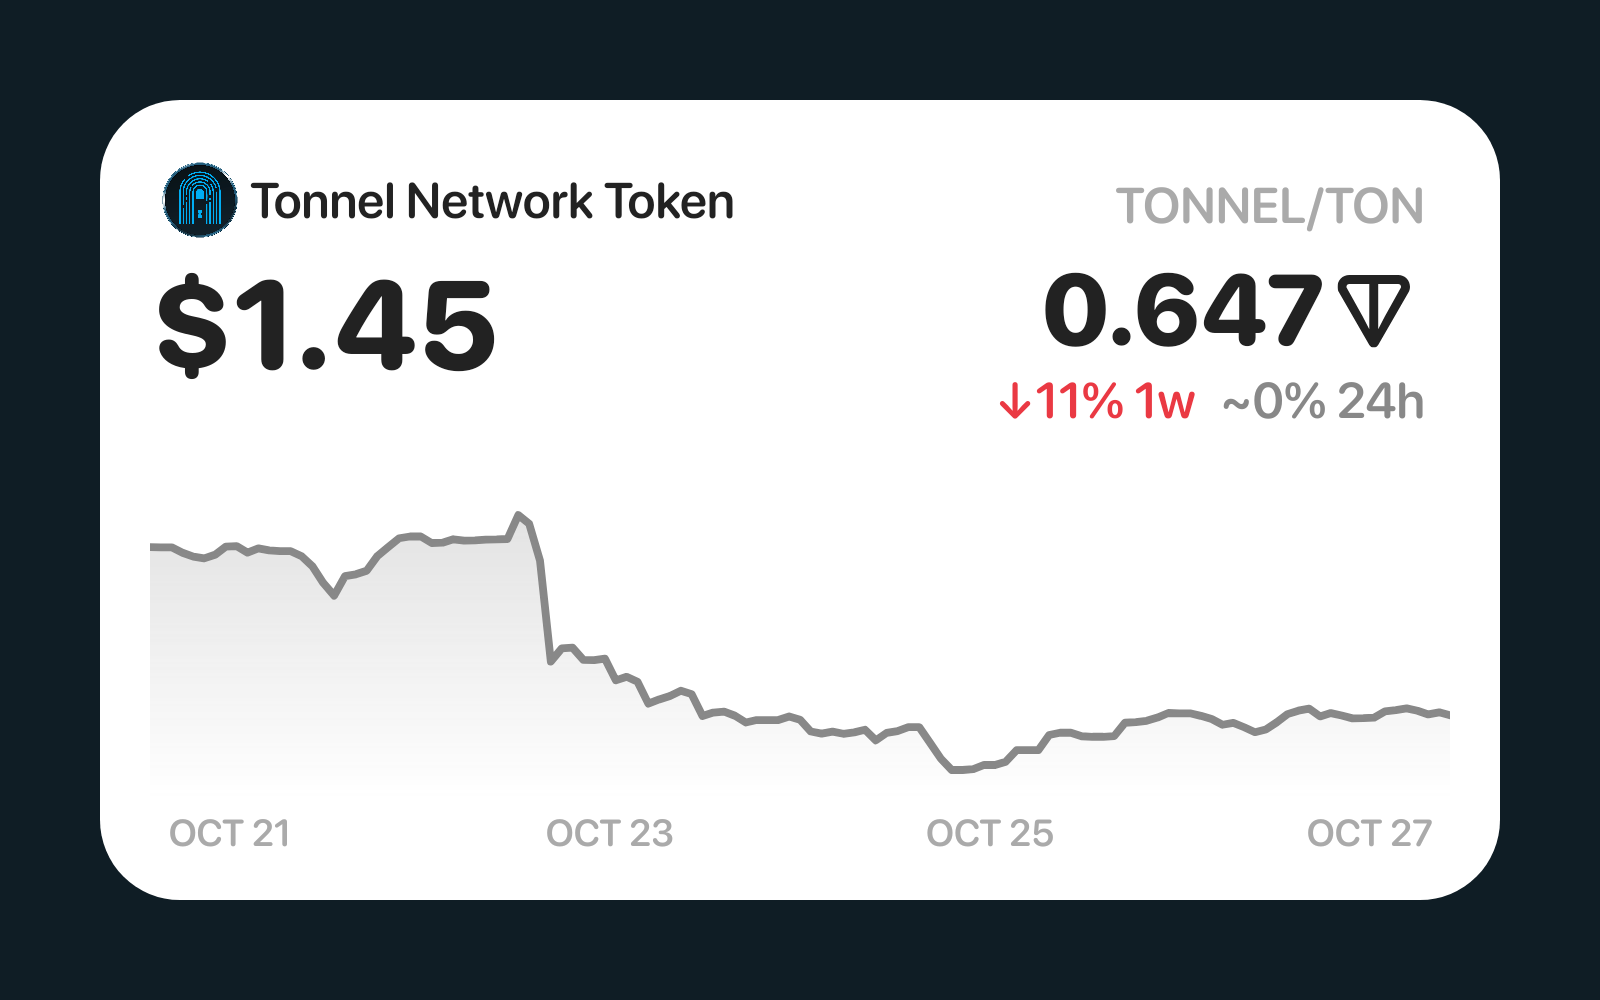 Tonnel Network Token
TONNEL/TON
$1.45
0.647
↓11% 1w ~0% 24h
OCT 21 OCT 23 OCT 25 OCT 27